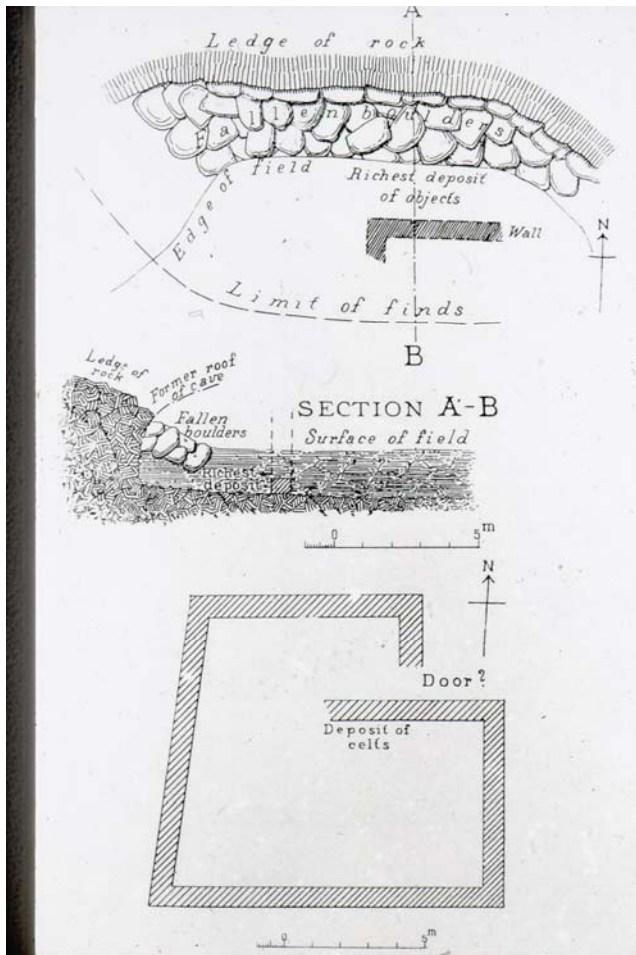 A
Ledge of rock
Fallen boulders
Edge of field
Richest deposit
of objects
Wall
N
Limit of finds
B
Ledge of
rock
Former roof
of cave
Fallen
boulders
SECTION A-B
Surface of field
Richest
deposit
0 5m
N
Door?
Deposit of
celts
0 5m